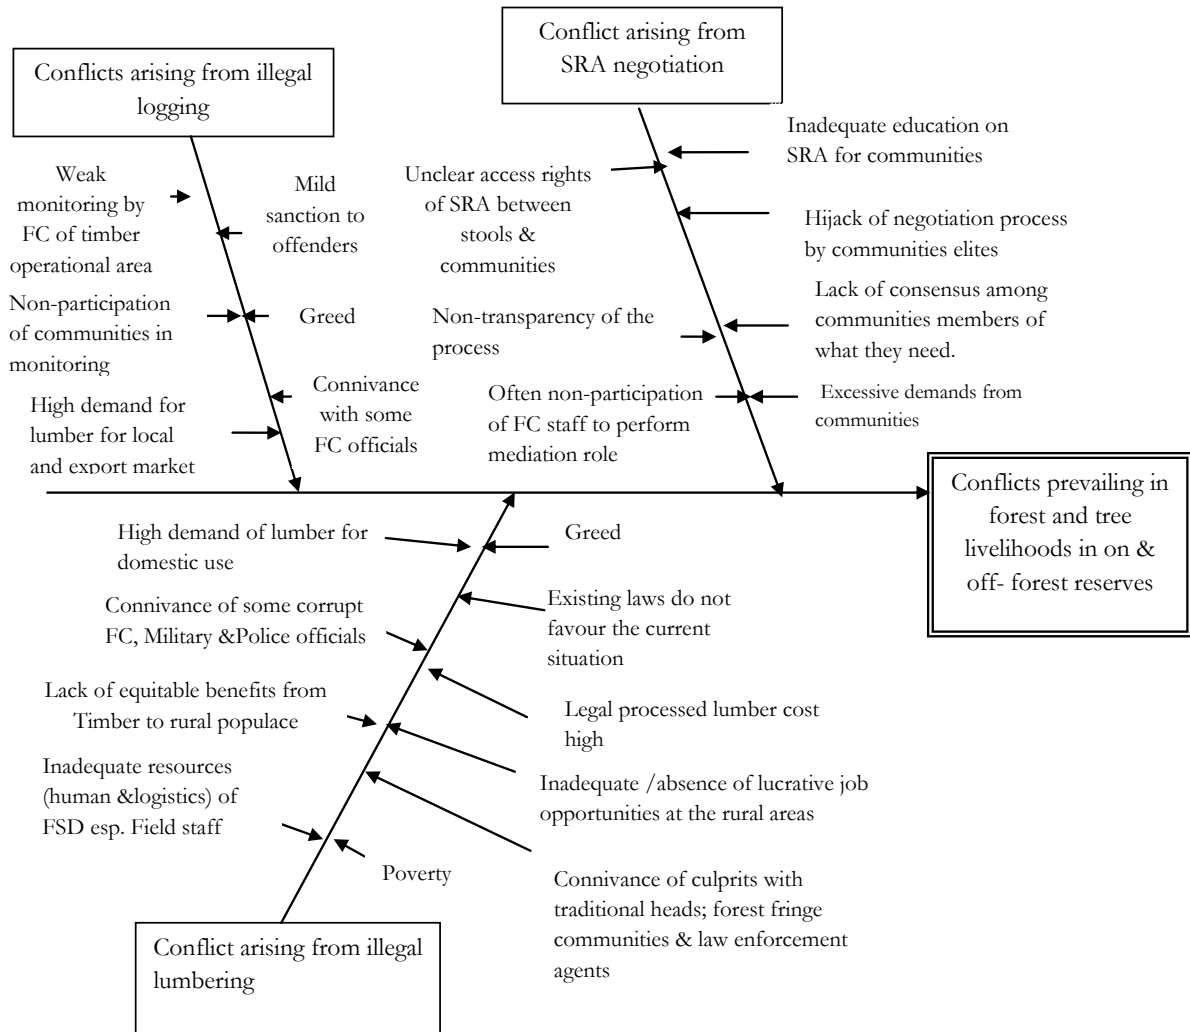 Conflicts arising from illegal
logging
Conflict arising from
SRA negotiation
Weak
monitoring by
FC of timber
operational area
Mild
sanction to
offenders
Non-participation
of communities in
monitoring
Greed
High demand for
lumber for local
and export market
Connivance
with some
FC officials
Unclear access rights
of SRA between
stools &
communities
Inadequate education on
SRA for communities
Hijack of negotiation process
by communities elites
Non-transparency of the
process
Lack of consensus among
communities members of
what they need.
Often non-participation
of FC staff to perform
mediation role
Excessive demands from
communities
Conflicts prevailing in
forest and tree
livelihoods in on &
off- forest reserves
High demand of lumber for
domestic use
Greed
Connivance of some corrupt
FC, Military &Police officials
Existing laws do not
favour the current
situation
Lack of equitable benefits from
Timber to rural populace
Legal processed lumber cost
high
Inadequate resources
(human &logistics) of
FSD esp. Field staff
Inadequate /absence of lucrative job
opportunities at the rural areas
Poverty
Connivance of culprits with
traditional heads; forest fringe
communities & law enforcement
agents
Conflict arising from illegal
lumbering